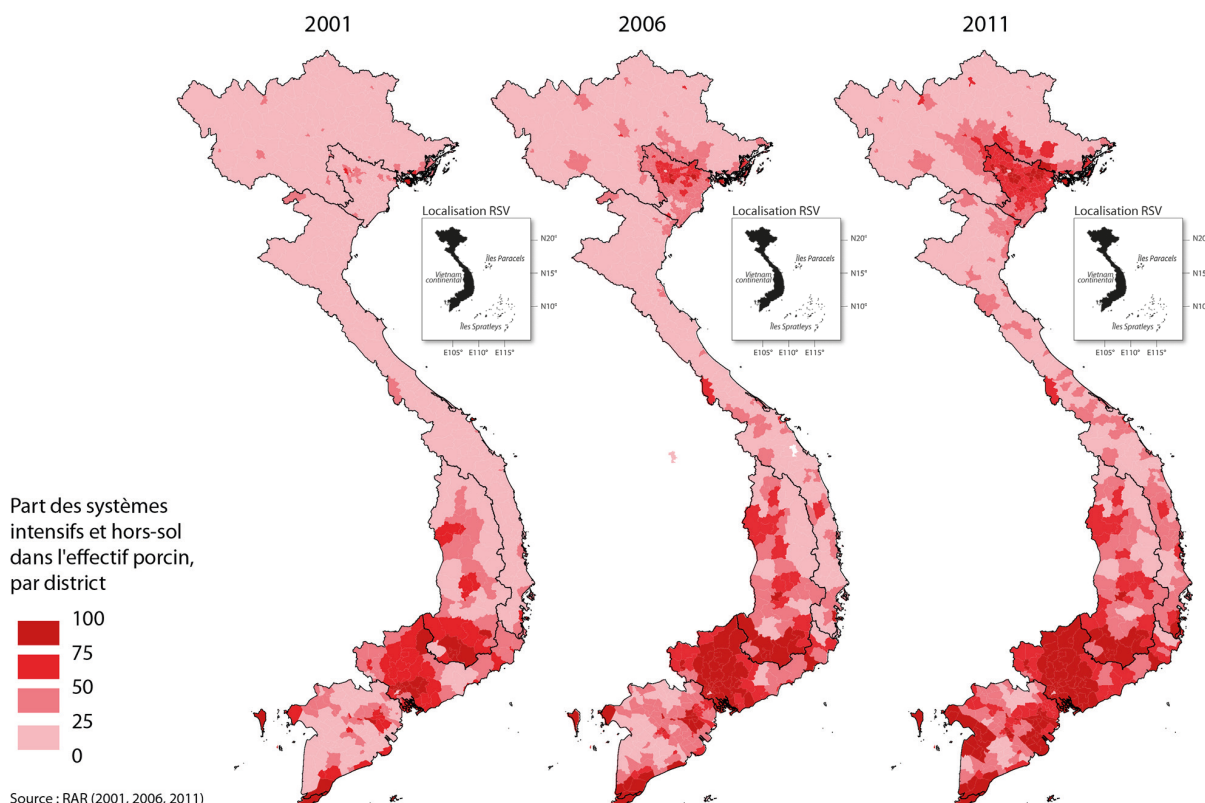 2001
2006
2011
Localisation RSV
N20°
Îles Paracels
Vietnam
continental
N15°
N10°
Îles Spratleys
E105° E110° E115°
Localisation RSV
N20°
Îles Paracels
Vietnam
continental
N15°
N10°
Îles Spratleys
E105° E110° E115°
Localisation RSV
N20°
Îles Paracels
Vietnam
continental
N15°
N10°
Îles Spratleys
E105° E110° E115°
Part des systèmes
intensifs et hors-sol
dans l'effectif porcin,
par district
100
75
50
25
0
Source : RAR (2001, 2006, 2011)